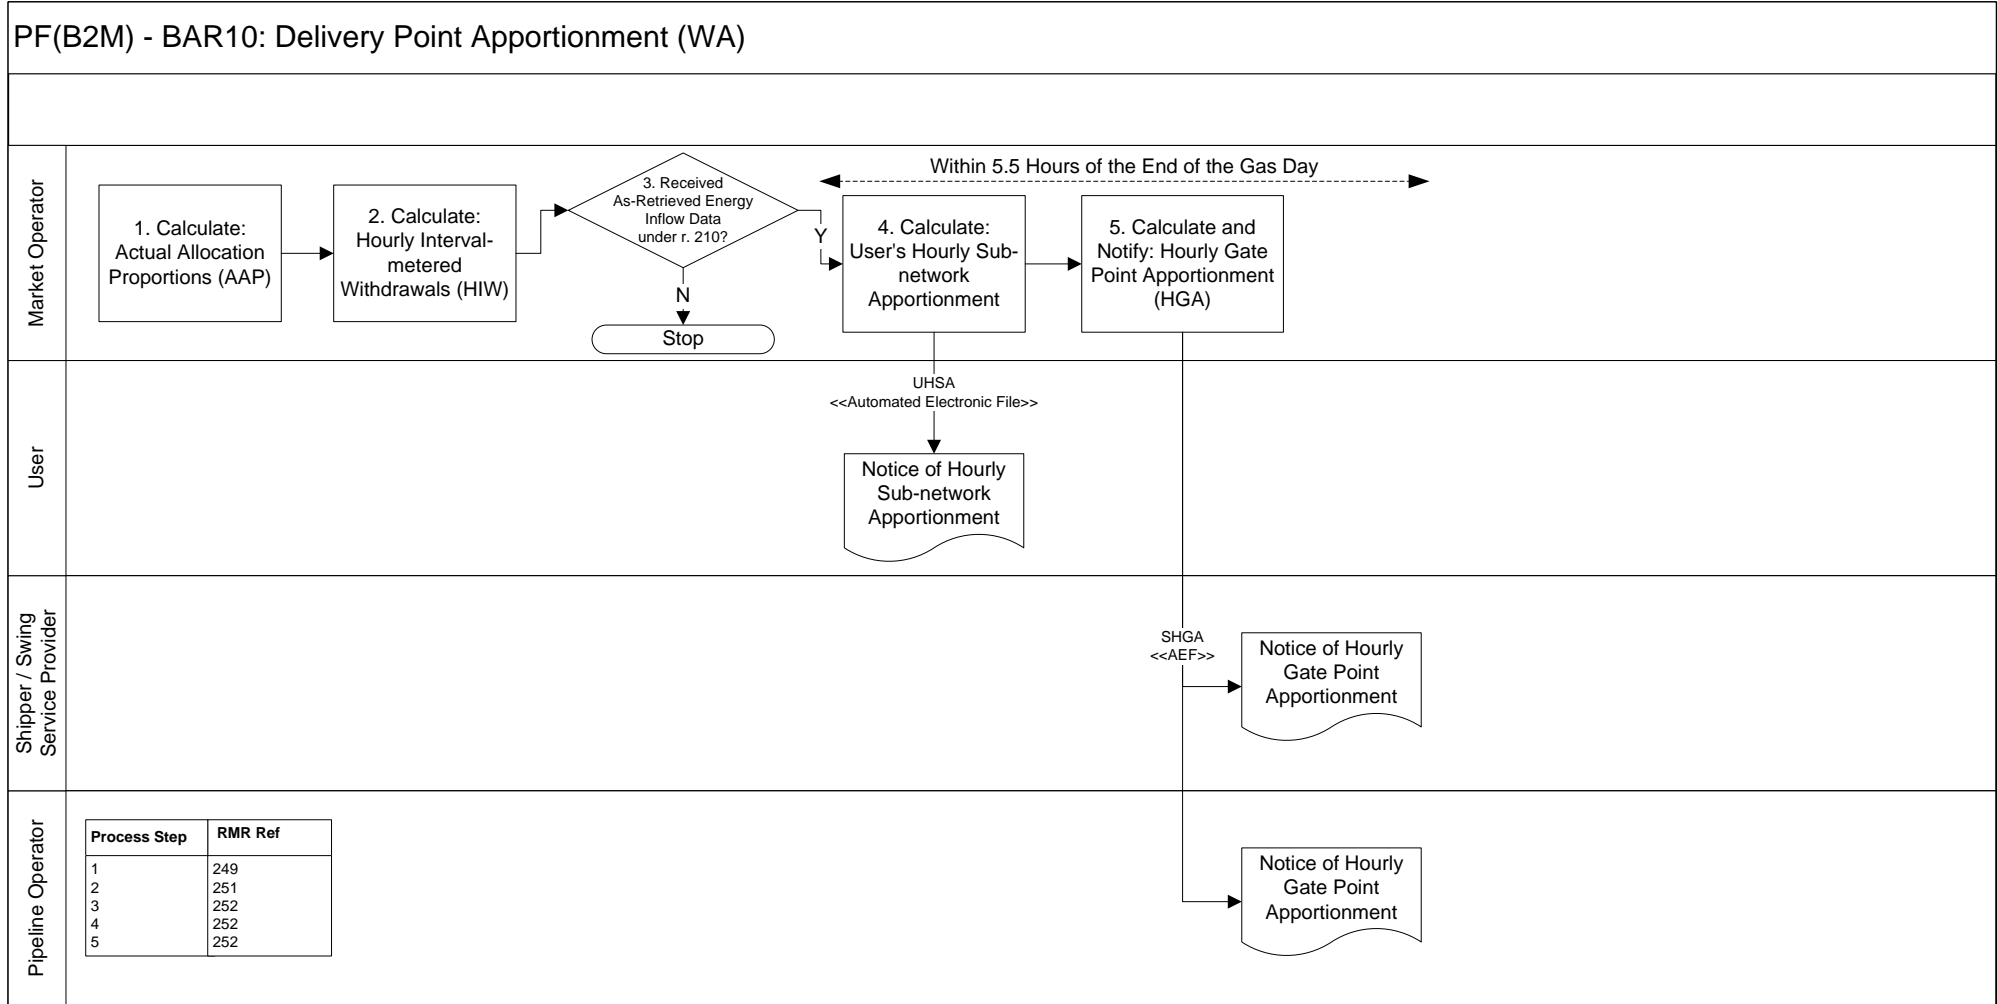 PF(B2M) - BAR10: Delivery Point Apportionment (WA)
Market Operator
Within 5.5 Hours of the End of the Gas Day
1. Calculate:
Actual Allocation
Proportions (AAP)
2. Calculate:
Hourly Interval-
metered
Withdrawals (HIW)
3. Received
As-Retrieved Energy
Inflow Data
under r. 210?
Y
N
Stop
4. Calculate:
User's Hourly Sub-
network
Apportionment
5. Calculate and
Notify: Hourly Gate
Point Apportionment
(HGA)
User
UHSA
<<Automated Electronic File>>
Notice of Hourly
Sub-network
Apportionment
Shipper / Swing
Service Provider
SHGA
<<AEF>>
Notice of Hourly
Gate Point
Apportionment
Pipeline Operator
Process Step RMR Ref
1 249
2 251
3 252
4 252
5 252
Notice of Hourly
Gate Point
Apportionment